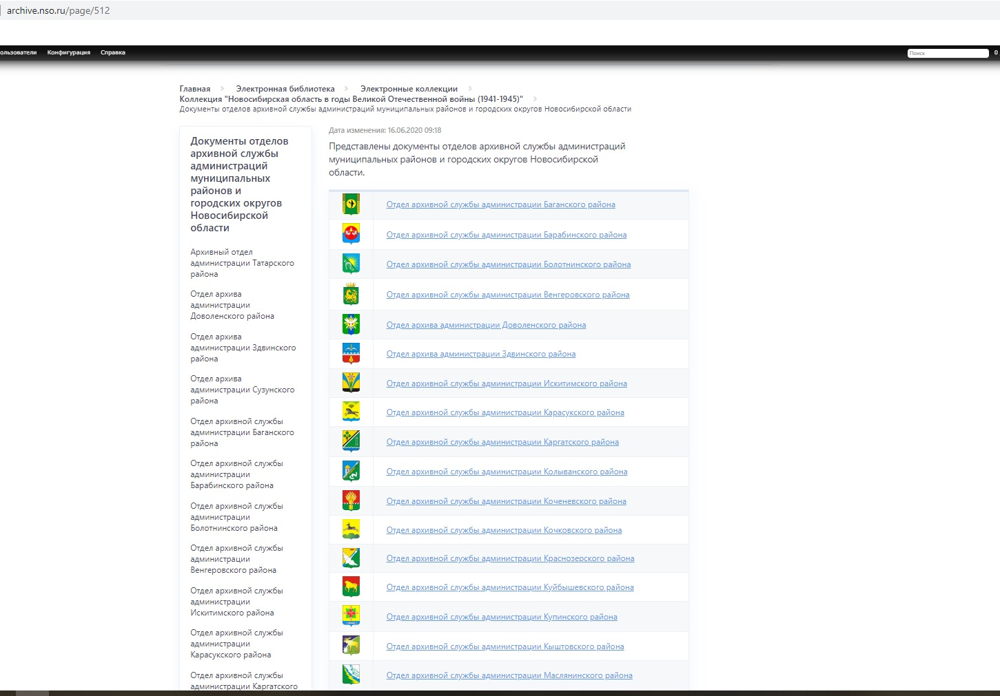 archive.nso.ru/page/512
ользователи Конфигурация Справка Поиск 0
Главная Электронная библиотека Электронные коллекции
Коллекция "Новосибирская область в годы Великой Отечественной войны (1941-1945)"
Документы отделов архивной службы администраций муниципальных районов и городских округов Новосибирской области
Документы отделов
архивной службы
администраций
муниципальных
районов и
городских округов
Новосибирской
области
Архивный отдел
администрации Татарского
района
Отдел архива
администрации
Доволенского района
Отдел архива
администрации Здвинского
района
Отдел архива
администрации Сузунского
района
Отдел архивной службы
администрации Баганского
района
Отдел архивной службы
администрации
Барабинского района
Отдел архивной службы
администрации
Болотнинского района
Отдел архивной службы
администрации
Венгеровского района
Отдел архивной службы
администрации
Искитимского района
Отдел архивной службы
администрации
Карасукского района
Отдел архивной службы
администрации Каргатского
Дата изменения: 16.06.2020 09:18
Представлены документы отделов архивной службы администраций
муниципальных районов и городских округов Новосибирской
области.
Отдел архивной службы администрации Баганского района
Отдел архивной службы администрации Барабинского района
Отдел архивной службы администрации Болотнинского района
Отдел архивной службы администрации Венгеровского района
Отдел архива администрации Доволенского района
Отдел архива администрации Здвинского района
Отдел архивной службы администрации Искитимского района
Отдел архивной службы администрации Карасукского района
Отдел архивной службы администрации Каргатского района
Отдел архивной службы администрации Колыванского района
Отдел архивной службы администрации Коченевского района
Отдел архивной службы администрации Кочковского района
Отдел архивной службы администрации Краснозерского района
Отдел архивной службы администрации Куйбышевского района
Отдел архивной службы администрации Купинского района
Отдел архивной службы администрации Кыштовского района
Отдел архивной службы администрации Маслянинского района